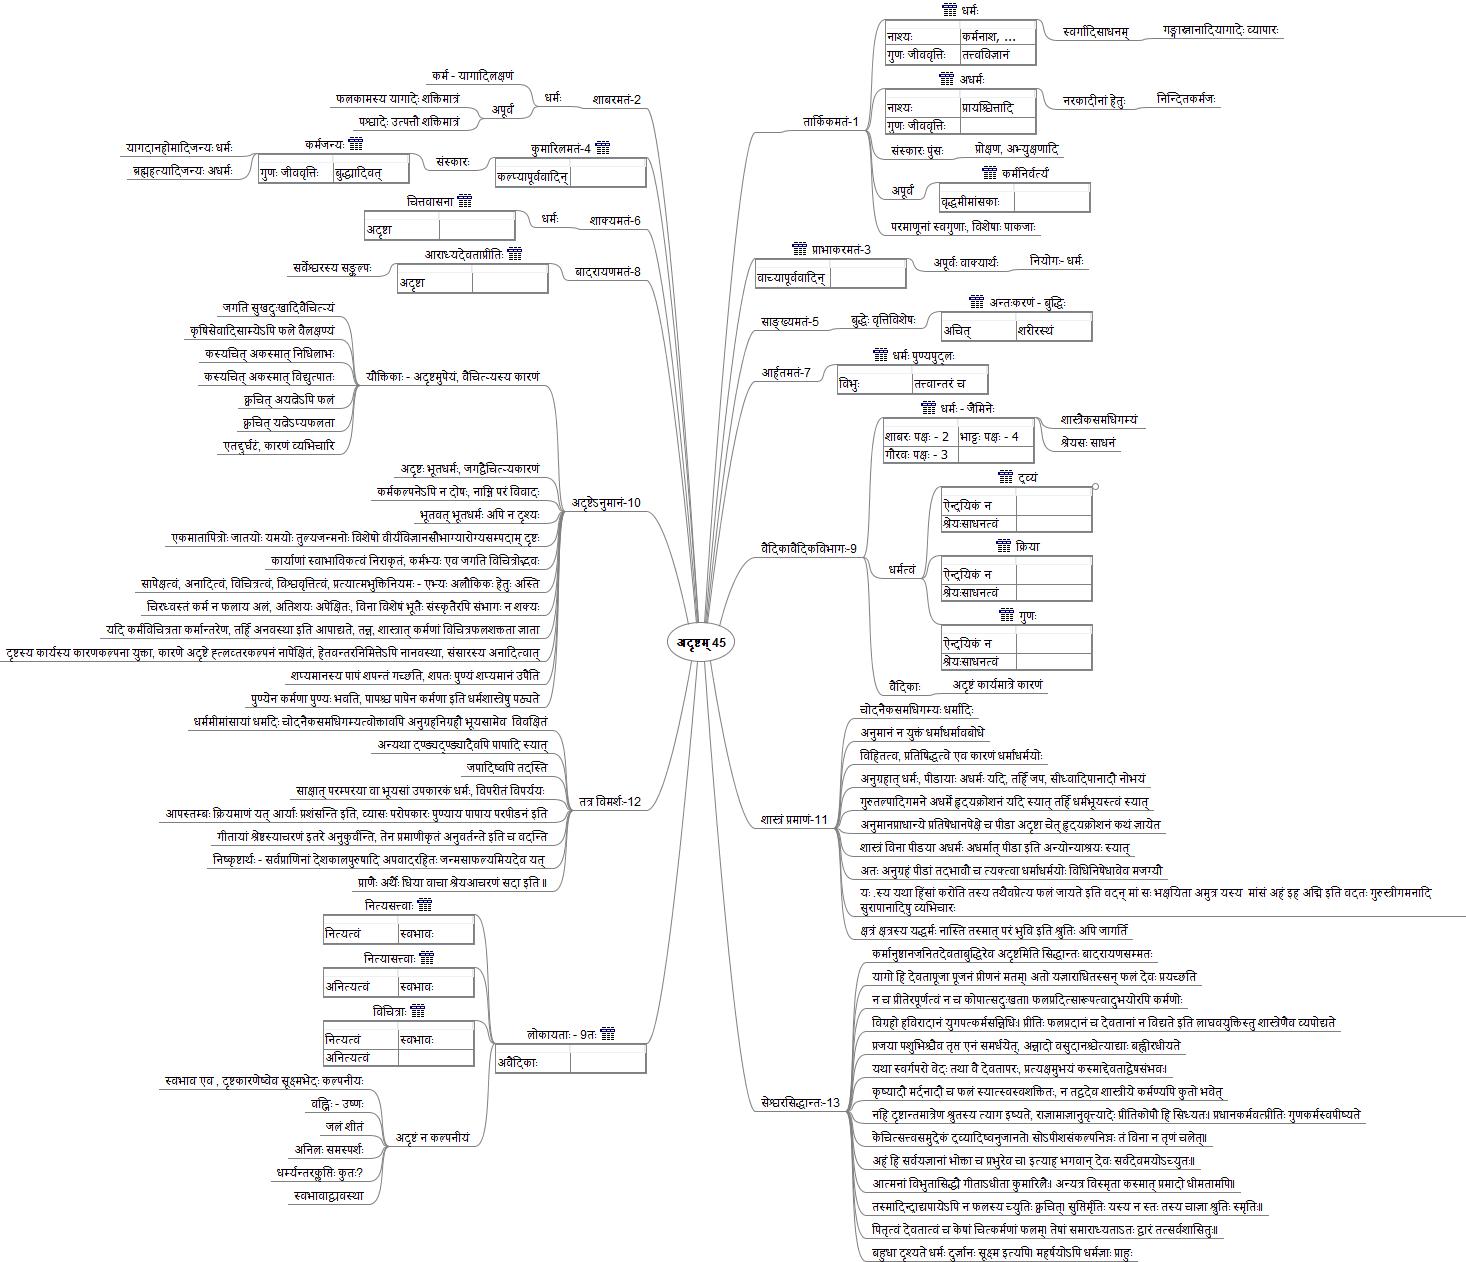 अदृष्टम् 45
तार्किकमतं-1
धर्मः
नाश्यः कर्मनाश, ...
गुणः जीववृत्तिः तत्त्वविज्ञानं
स्वर्गादिसाधनम्
गङ्गास्नानादियागादेः व्यापारः
अधर्मः
नाश्यः प्रायश्चित्तादि
गुणः जीववृत्तिः
नरकादीनां हेतुः
निन्दितकर्मजः
संस्कारः पुंसः
प्रोक्षण, अभ्युक्षणादि
अपूर्वं
कर्मनिर्वर्त्यं
वृद्धमीमांसकाः
परमाणूनां स्वगुणाः, विशेषाः पाकजाः
प्राभाकरमतं-3
वाच्यापूर्ववादिन्
अपूर्वः वाक्यार्थः
नियोगः- धर्मः
साङ्ख्यमतं-5
बुद्धेः वृत्तिविशेषः
अन्तःकरणं - बुद्धिः
अचित् शरीरस्थं
आर्हतमतं-7
धर्मः पुण्यपुद्गलः
विभुः तत्त्वान्तरं च
वैदिकावैदिकविभागः-9
धर्मः - जैमिनेः
शाबरः पक्षः - 2 भाट्टः पक्षः - 4
गौरवः पक्षः - 3
शास्त्रैकसमधिगम्यं
श्रेयसः साधनं
धर्मत्वं
द्रव्यं
ऐन्द्रियिकं न
श्रेयःसाधनत्वं
क्रिया
ऐन्द्रियिकं न
श्रेयःसाधनत्वं
गुणः
ऐन्द्रियिकं न
श्रेयःसाधनत्वं
वैदिकाः
अदृष्टं कार्यमात्रे कारणं
शास्त्रं प्रमाणं-11
चोदनैकसमधिगम्यः धर्मादिः
अनुमानं न युक्तं धर्माधर्मावबोधे
विहितत्व, प्रतिषिद्धत्वे एव कारणं धर्माधर्मयोः
अनुग्रहात् धर्मः, पीडायाः अधर्मः यदि, तर्हि जप, सीध्वादिपानादौ नोभयं
गुरुतल्पादिगमने अधर्मे हृदयक्रोशनं यदि स्यात् तर्हि धर्मभूयस्त्वं स्यात्
अनुमानप्राधान्ये प्रतिषेधानपेक्षे च पीडा अदृष्टा चेत् हृदयक्रोशनं कथं ज्ञायेत
शास्त्रं विना पीडया अधर्मः अधर्मात् पीडा इति अन्योन्याश्रयः स्यात्
अतः अनुग्रहं पीडां तदभावौ च त्यक्त्वा धर्माधर्मयोः विधिनिषेधावेव मज्ग्यौ
यः .स्य यथा हिंसां करोति तस्य तथैवप्रेत्य फलं जायते इति वदन् मां सः भक्षयिता अमुत्र यस्य मांसं अहं इह अद्मि इति वदतः गुरुस्त्रीगमनादि
सुरापानादिषु व्यभिचारः
क्षत्रं क्षत्रस्य यद्धर्मः नास्ति तस्मात् परं भुवि इति श्रुतिः अपि जागर्ति
सेश्वरसिद्धान्तः-13
कर्मानुष्ठानजनितदेवताबुद्धिरेव अदृष्टमिति सिद्धान्तः बादरायणसम्मतः
यागो हि देवतापूजा पूजनं प्रीणनं मतम्। अतो यज्ञाराधितस्सन् फलं देवः प्रयच्छति
न च प्रीतेरपूर्णत्वं न च कोपात्सदुःखता। फलप्रदित्सारूपत्वादुभयोरपि कर्मणोः
विग्रहो हविरादानं युगपत्कर्मसन्निधिः। प्रीतिः फलप्रदानं च देवतानां न विद्यते इति लाघवयुक्तिस्तु शास्त्रेणैव व्यपोद्यते
प्रजया पशुभिश्चैव तृप्त एनं समर्धयेत्, अन्नादो वसुदानश्चेत्याद्याः बह्वीरधीयते
यथा स्वर्गपरो वेदः तथा वै देवतापरः, प्रत्यक्षमुभयं कस्माद्देवताद्वेषसंभवः।
कृष्यादौ मर्दनादौ च फलं स्यात्स्वस्वशक्तितः, न तद्वदेव शास्त्रीये कर्मण्यपि कुतो भवेत्
नहि दृष्टान्तमात्रेण श्रुतस्य त्याग इष्यते, राज्ञामाज्ञानुवृत्त्यादेः प्रीतिकोपौ हि सिध्यतः। प्रधानकर्मवत्प्रीतिः गुणकर्मस्वपीष्यते
केचित्सत्त्वसमुद्रेकं द्रव्यादिष्वनुजानते। सोऽपीशसंकल्पनिघ्नः तं विना न तृणं चलेत्॥
अहं हि सर्वयज्ञानां भोक्ता च प्रभुरेव च। इत्याह भगवान् देवः सर्वदेवमयोऽच्युतः॥
आत्मनां विभुतासिद्धौ गीताऽधीता कुमारिलैः। अन्यत्र विस्मृता कस्मात् प्रमादो धीमतामपि॥
तस्मादिन्द्राद्यपायेऽपि न फलस्य च्युतिः क्वचित्। सुप्तिर्मृतिः यस्य न स्तः तस्य चाज्ञा श्रुतिः स्मृतिः॥
पितृत्वं देवतात्वं च केषां चित्कर्मणां फलम्। तेषां समाराध्यताऽतः द्वारं तत्सर्वशासितुः॥
बहुधा दृश्यते धर्मः दुर्ज्ञानः सूक्ष्म इत्यपि। महर्षयोऽपि धर्मज्ञाः प्राहुः
शाबरमतं-2
धर्मः
कर्म - यागादिलक्षणं
अपूर्वं
फलकामस्य यागादेः शक्तिमात्रं
पश्वादेः उत्पत्तौ शक्तिमात्रं
कुमारिलमतं-4
कल्प्यापूर्ववादिन्
संस्कारः
कर्मजन्यः
गुणः जीववृत्तिः बुद्ध्यादिवत्
यागदानहोमादिजन्यः धर्मः
ब्रह्महत्यादिजन्यः अधर्मः
शाक्यमतं-6
धर्मः
चित्तवासना
अदृष्टा
बादरायणमतं-8
आराध्यदेवताप्रीतिः
अदृष्टा
सर्वेश्वरस्य सङ्कल्पः
अदृष्टेऽनुमानं-10
यौक्तिकाः - अदृष्टमुपेयं, वैचित्र्यस्य कारणं
जगति सुखदुःखादिवैचित्र्यं
कृषिसेवादिसाम्येऽपि फले वैलक्षण्यं
कस्यचित् अकस्मात् निधिलाभः
कस्यचित् अकस्मात् विद्युत्पातः
क्वचित् अयत्नेऽपि फलं
क्वचित् यत्नेऽप्यफलता
एतद्दुर्घटं, कारणं व्यभिचारि
अदृष्टः भूतधर्मः, जगद्वैचित्र्यकारणं
कर्मकल्पनेऽपि न दोषः, नाम्नि परं विवादः
भूतवत् भूतधर्मः अपि न दृश्यः
एकमातापित्रोः जातयोः यमयोः तुल्यजन्मनोः विशेषो वीर्यविज्ञानसौभाग्यारोग्यसम्पदाम् दृष्टः
कार्याणां स्वाभाविकत्वं निराकृतं, कर्मभ्यः एव जगति विचित्रोद्भवः
सापेक्षत्वं, अनादित्वं, विचित्रत्वं, विश्ववृत्तित्वं, प्रत्यात्मभुक्तिनियमः - एभ्यः अलौकिकः हेतुः अस्ति
चिरध्वस्तं कर्म न फलाय अलं, अतिशयः अपेक्षितः, विना विशेषं भूतैः संस्कृतैरपि संभागः न शक्यः
यदि कर्मविचित्रता कर्मान्तरेण, तर्हि अनवस्था इति आपाद्यते, तन्न, शास्त्रात् कर्मणां विचित्रफलशक्तता ज्ञाता
दृष्टस्य कार्यस्य कारणकल्पना युक्ता, कारणे अदृष्टे हेत्वन्तरकल्पनं नापेक्षितं, हेतवन्तरनिमित्तेऽपि नानवस्था, संसारस्य अनादित्वात्
शप्यमानस्य पापं शपन्तं गच्छति, शपतः पुण्यं शप्यमानं उपैति
पुण्येन कर्मणा पुण्यः भवति, पापश्च पापेन कर्मणा इति धर्मशास्त्रेषु पठ्यते
तत्र विमर्शः-12
धर्ममीमांसायां धर्मादेः चोदनैकसमधिगम्यत्वोक्तावपि अनुग्रहनिग्रहौ भूयसामेव विवक्षितं
अन्यथा दण्ड्यदण्ड्यादेवपि पापादि स्यात्
जपादिष्वपि तदस्ति
साक्षात् परम्परया वा भूयसां उपकारकं धर्मः, विपरीतं विपर्ययः
आपस्तम्बः क्रियमाणं यत् आर्याः प्रशंसन्ति इति, व्यासः परोपकारः पुण्याय पापाय परपीडनं इति
गीतायां श्रेष्ठस्याचरणं इतरे अनुकुर्वन्ति, तेन प्रमाणीकृतं अनुवर्तन्ते इति च वदन्ति
निष्कृष्टार्थः - सर्वप्राणिनां देशकालपुरुषादि अपवादरहितः जन्मसाफल्यमियदेव यत्
प्राणैः अर्थैः धिया वाचा श्रेयआचरणं सदा इति॥
लोकायताः - 9तः
अवैदिकाः
नित्यसत्त्वाः
नित्यत्वं स्वभावः
नित्यासत्त्वाः
अनित्यत्वं स्वभावः
विचित्राः
नित्यत्वं स्वभावः
अनित्यत्वं
अदृष्टं न कल्पनीयं
स्वभाव एव , दृष्टकारणेष्वेव सूक्ष्मभेदः कल्पनीयः
वह्निः - उष्णः
जलं शीतं
अनिलः समस्पर्शः
धर्म्यन्तरक्लृप्तिः कुतः?
स्वभावाद्व्यवस्था